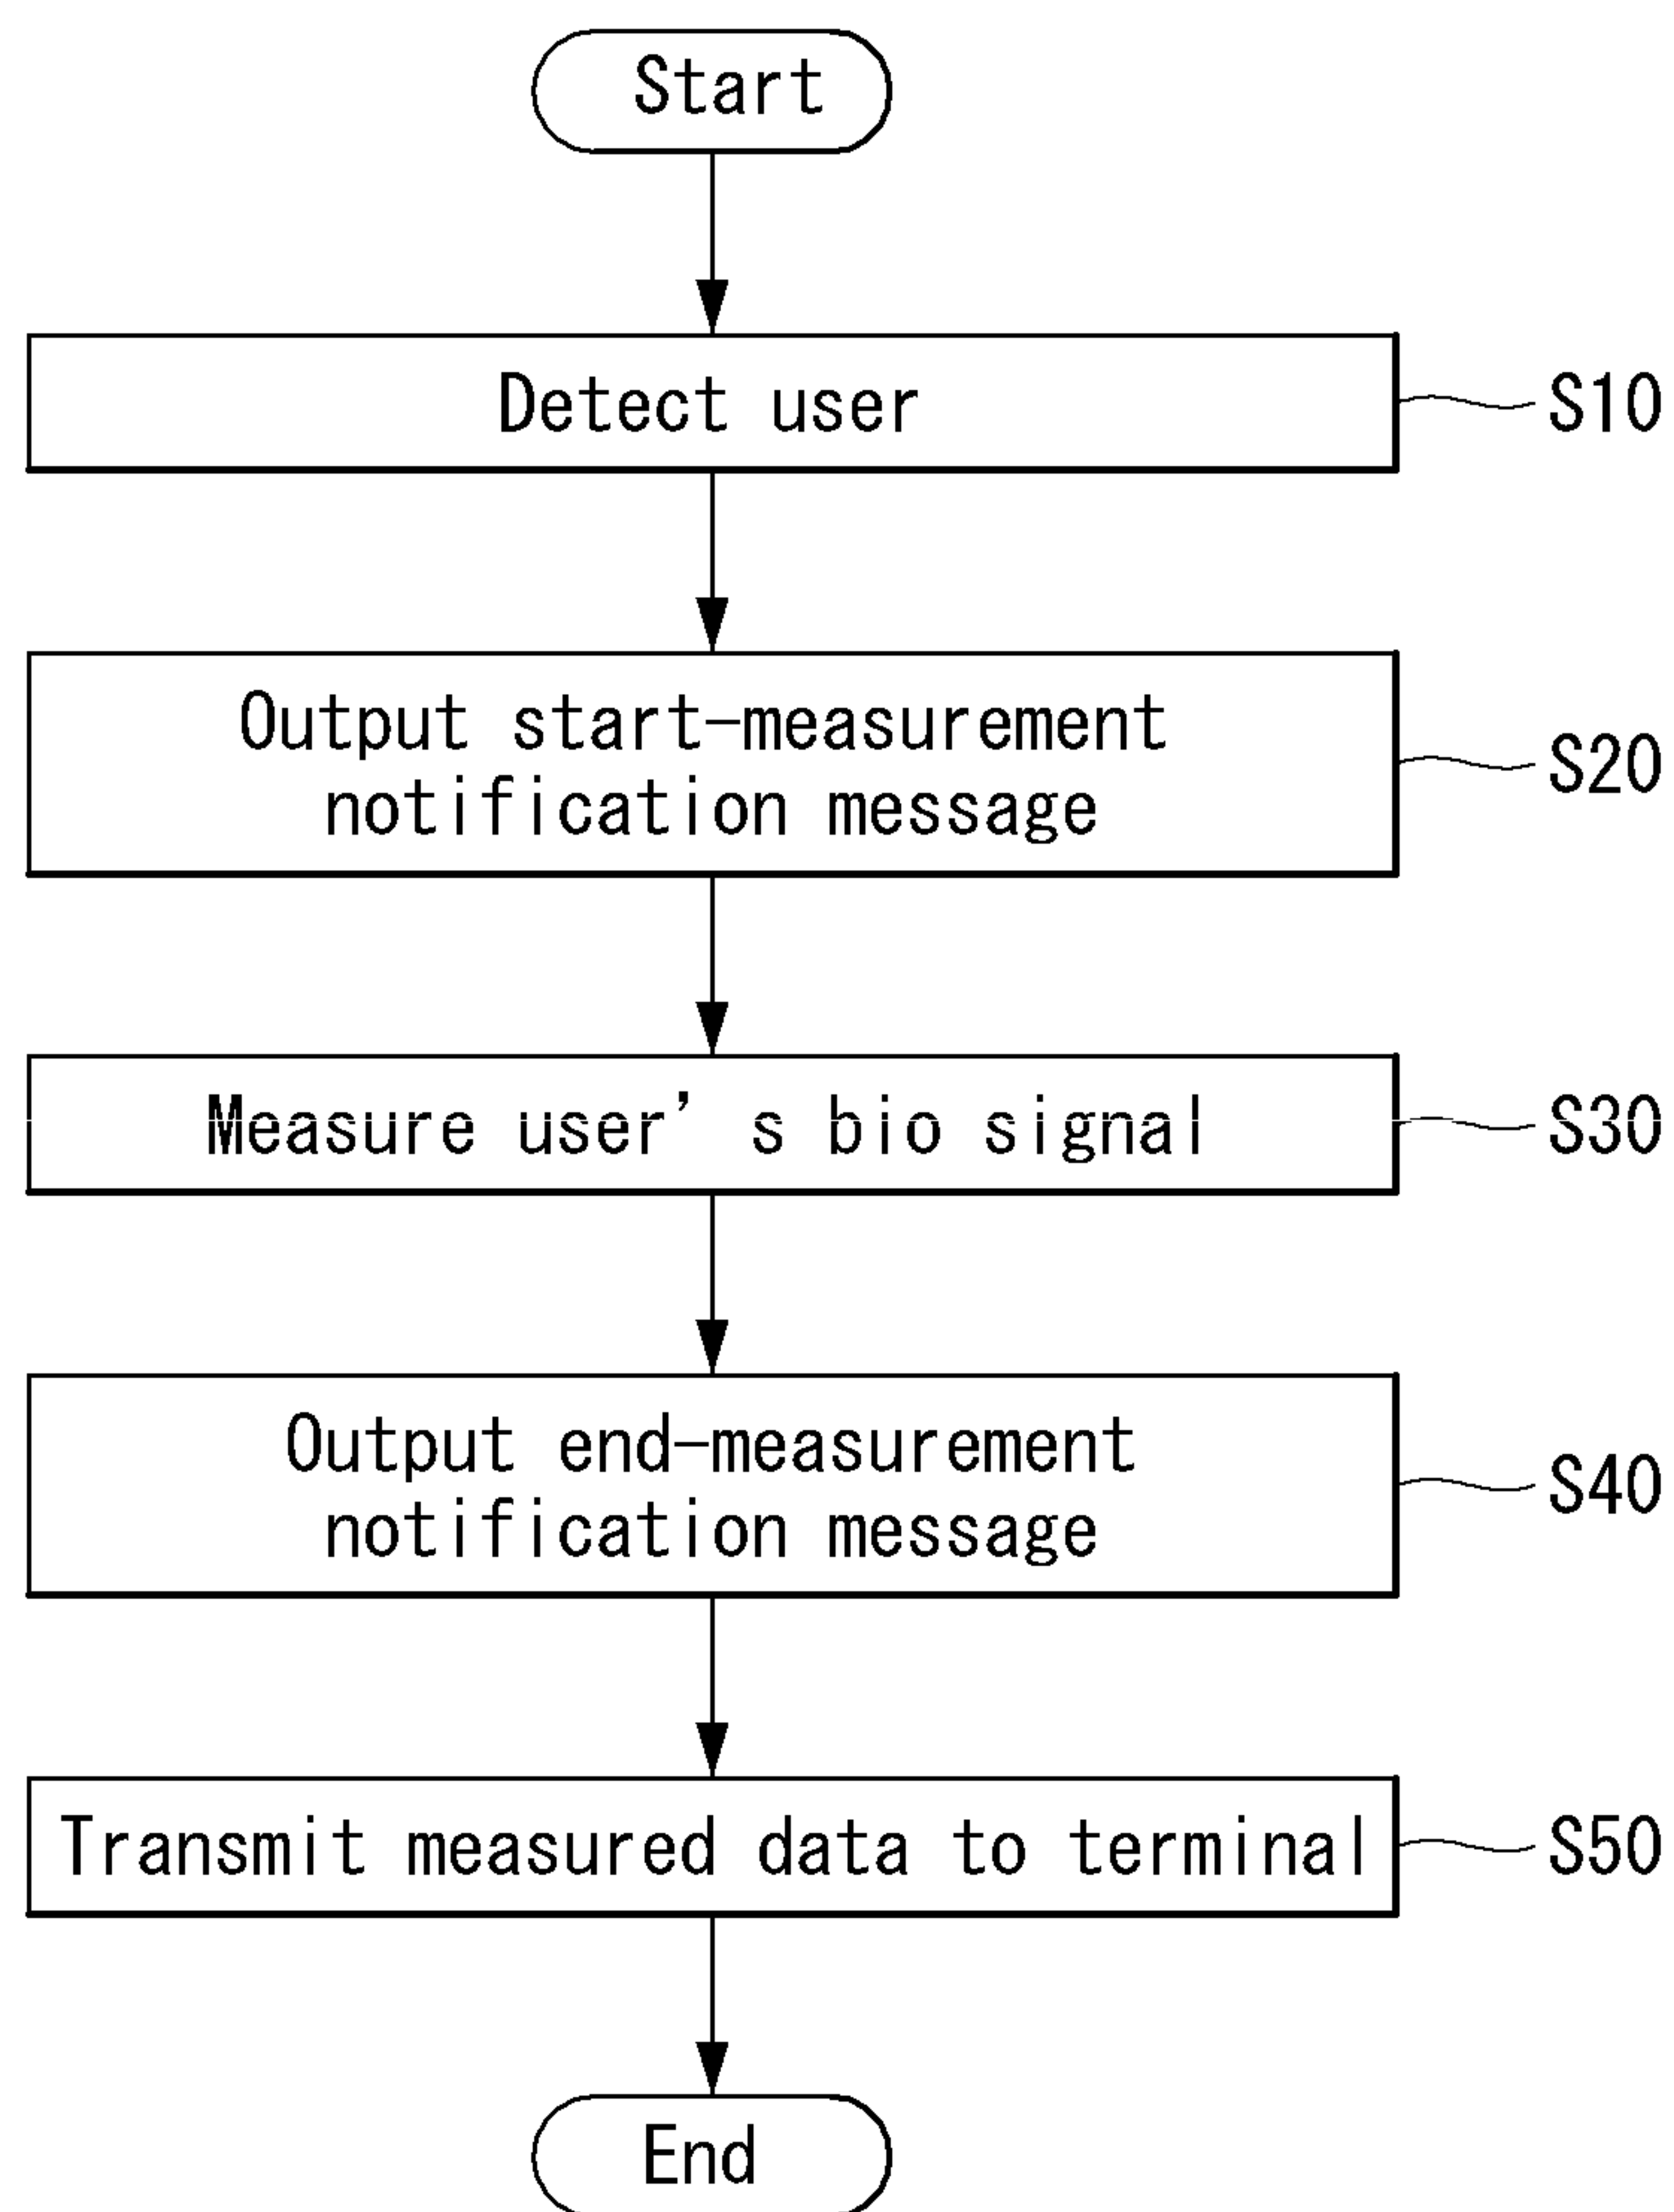 Start
Detect user
S10
Output start-measurement
notification message
S20
Measure user's bio signal
S30
Output end-measurement
notification message
S40
Transmit measured data to terminal
S50
End